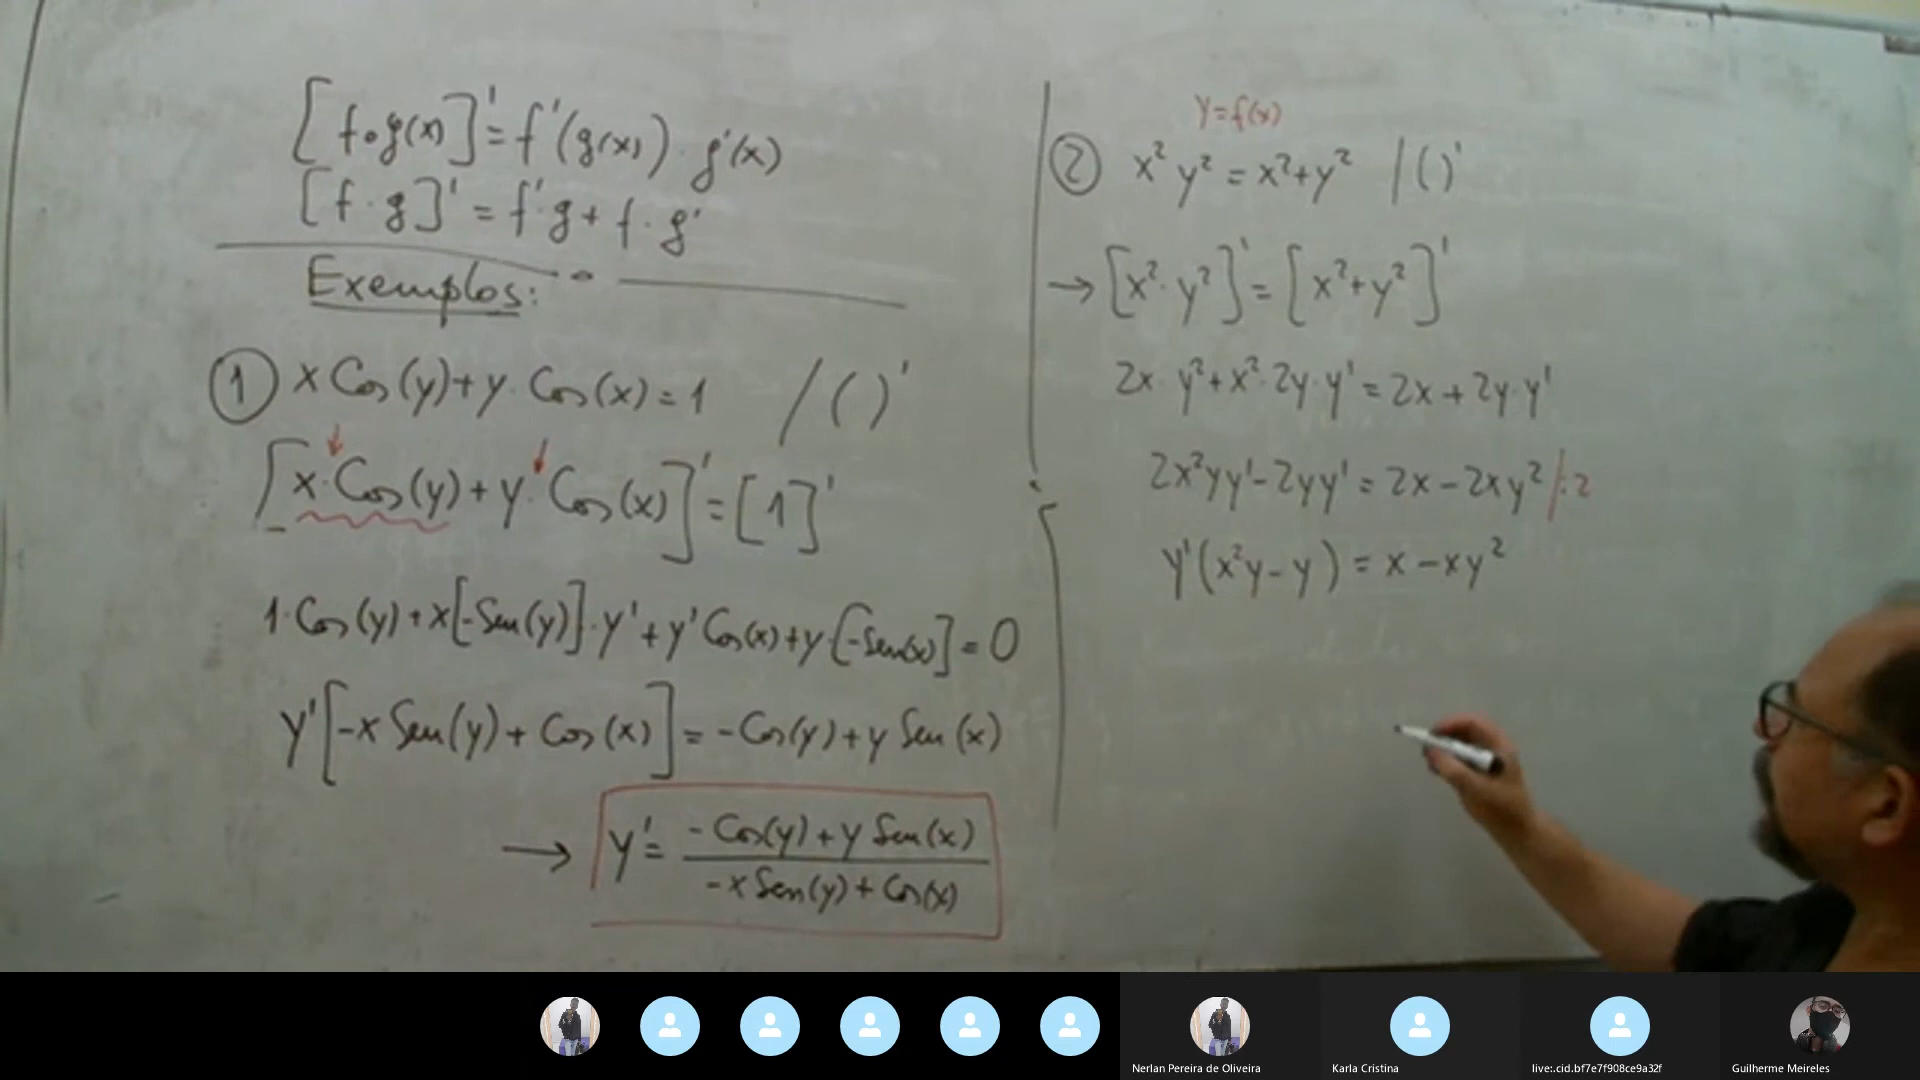 [f∘g(x)]' = f'(g(x)) · g'(x)
[f · g]' = f' · g + f · g'
Exemplos:
① x Cos(y) + y · Cos(x) = 1 / ( )'
[x · Cos(y) + y · Cos(x)]' = [1]'
1 · Cos(y) + x[-Sen(y)] · y' + y' Cos(x) + y · [-Sen(x)] = 0
y'[-x Sen(y) + Cos(x)] = -Cos(y) + y Sen(x)
→ y' = (-Cos(y) + y Sen(x)) / (-x Sen(y) + Cos(x))
y = f(x)
② x² y² = x² + y² / ( )'
→ [x² · y²]' = [x² + y²]'
2x · y² + x² · 2y · y' = 2x + 2y · y'
2x²yy' - 2yy' = 2x - 2xy² / :2
y'(x²y - y) = x - xy²
Nerlan Pereira de Oliveira
Karla Cristina
live:.cid.bf7e7f908ce9a32f
Guilherme Meireles